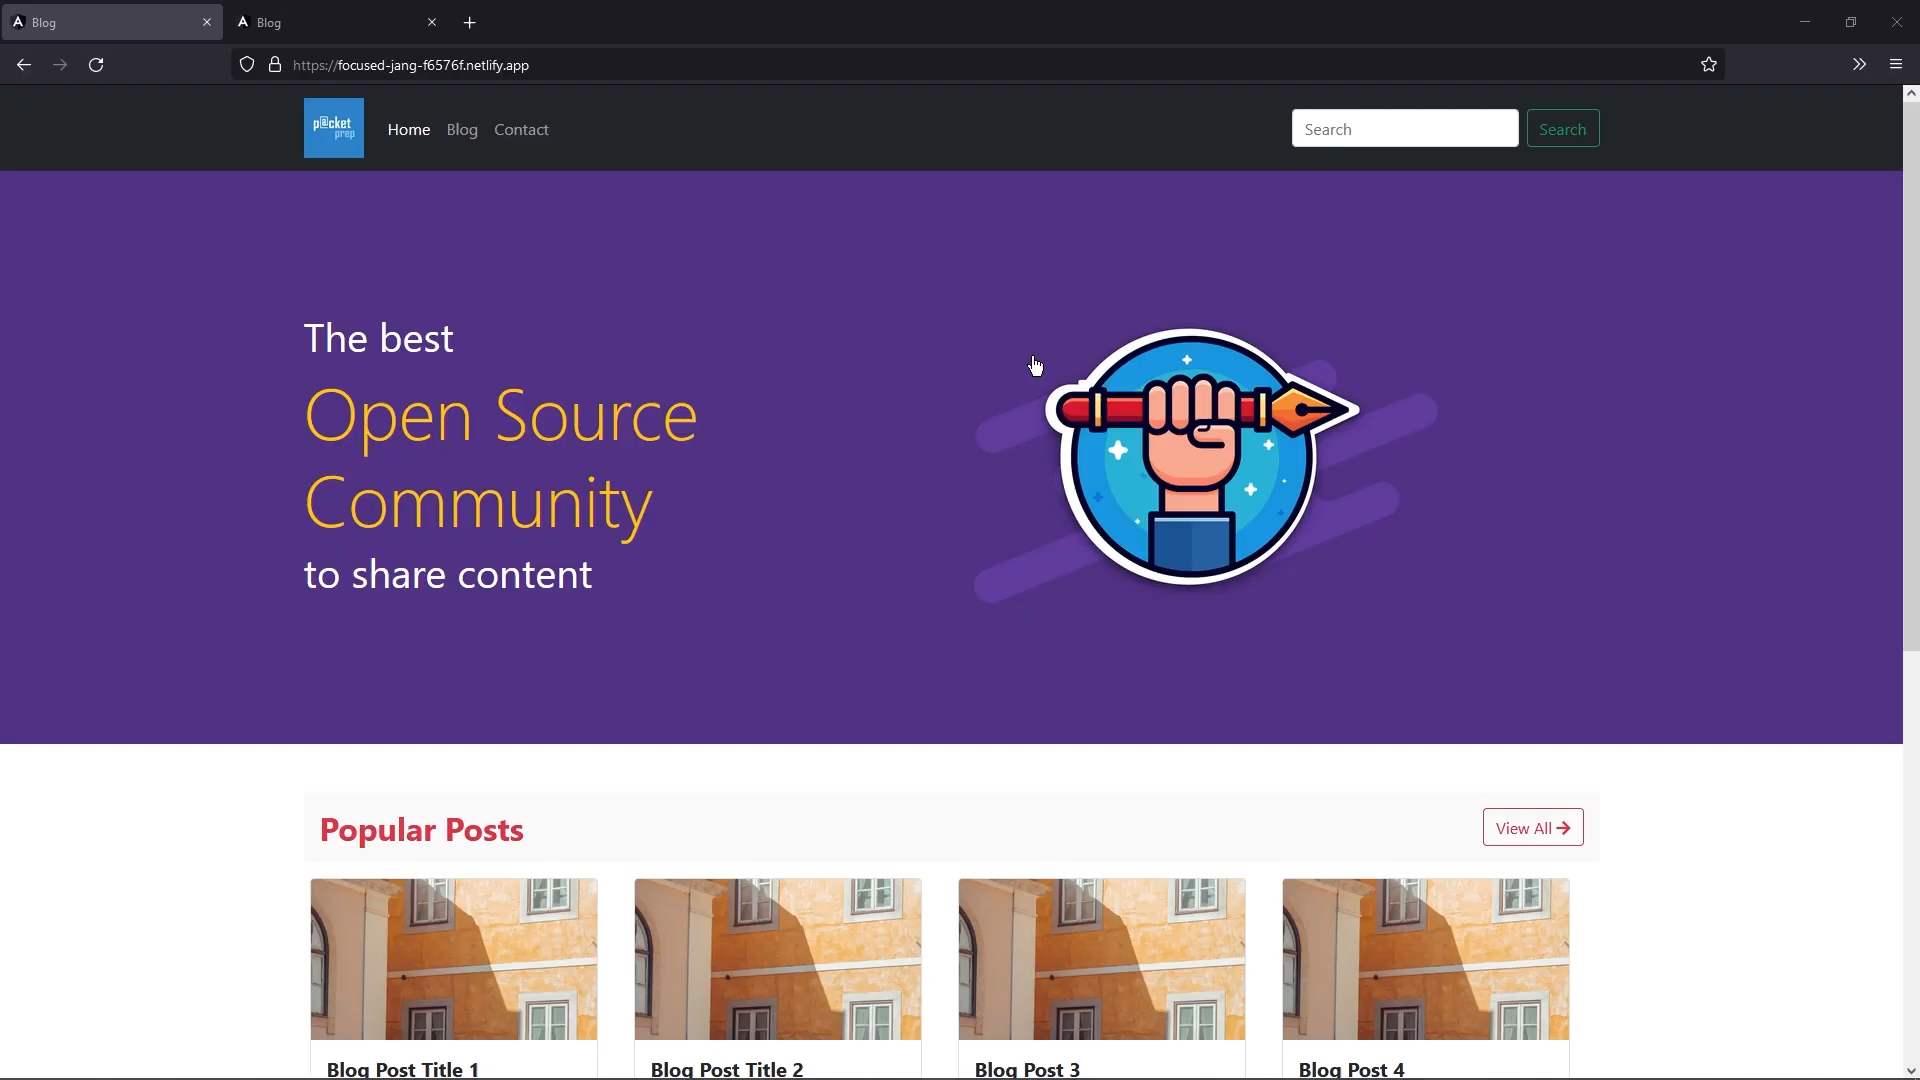 Blog
Blog
https://focused-jang-f6576f.netlify.app
p@cket
prep
Home Blog Contact
Search
Search
The best
Open Source
Community
to share content
Popular Posts
View All
Blog Post Title 1
Blog Post Title 2
Blog Post 3
Blog Post 4